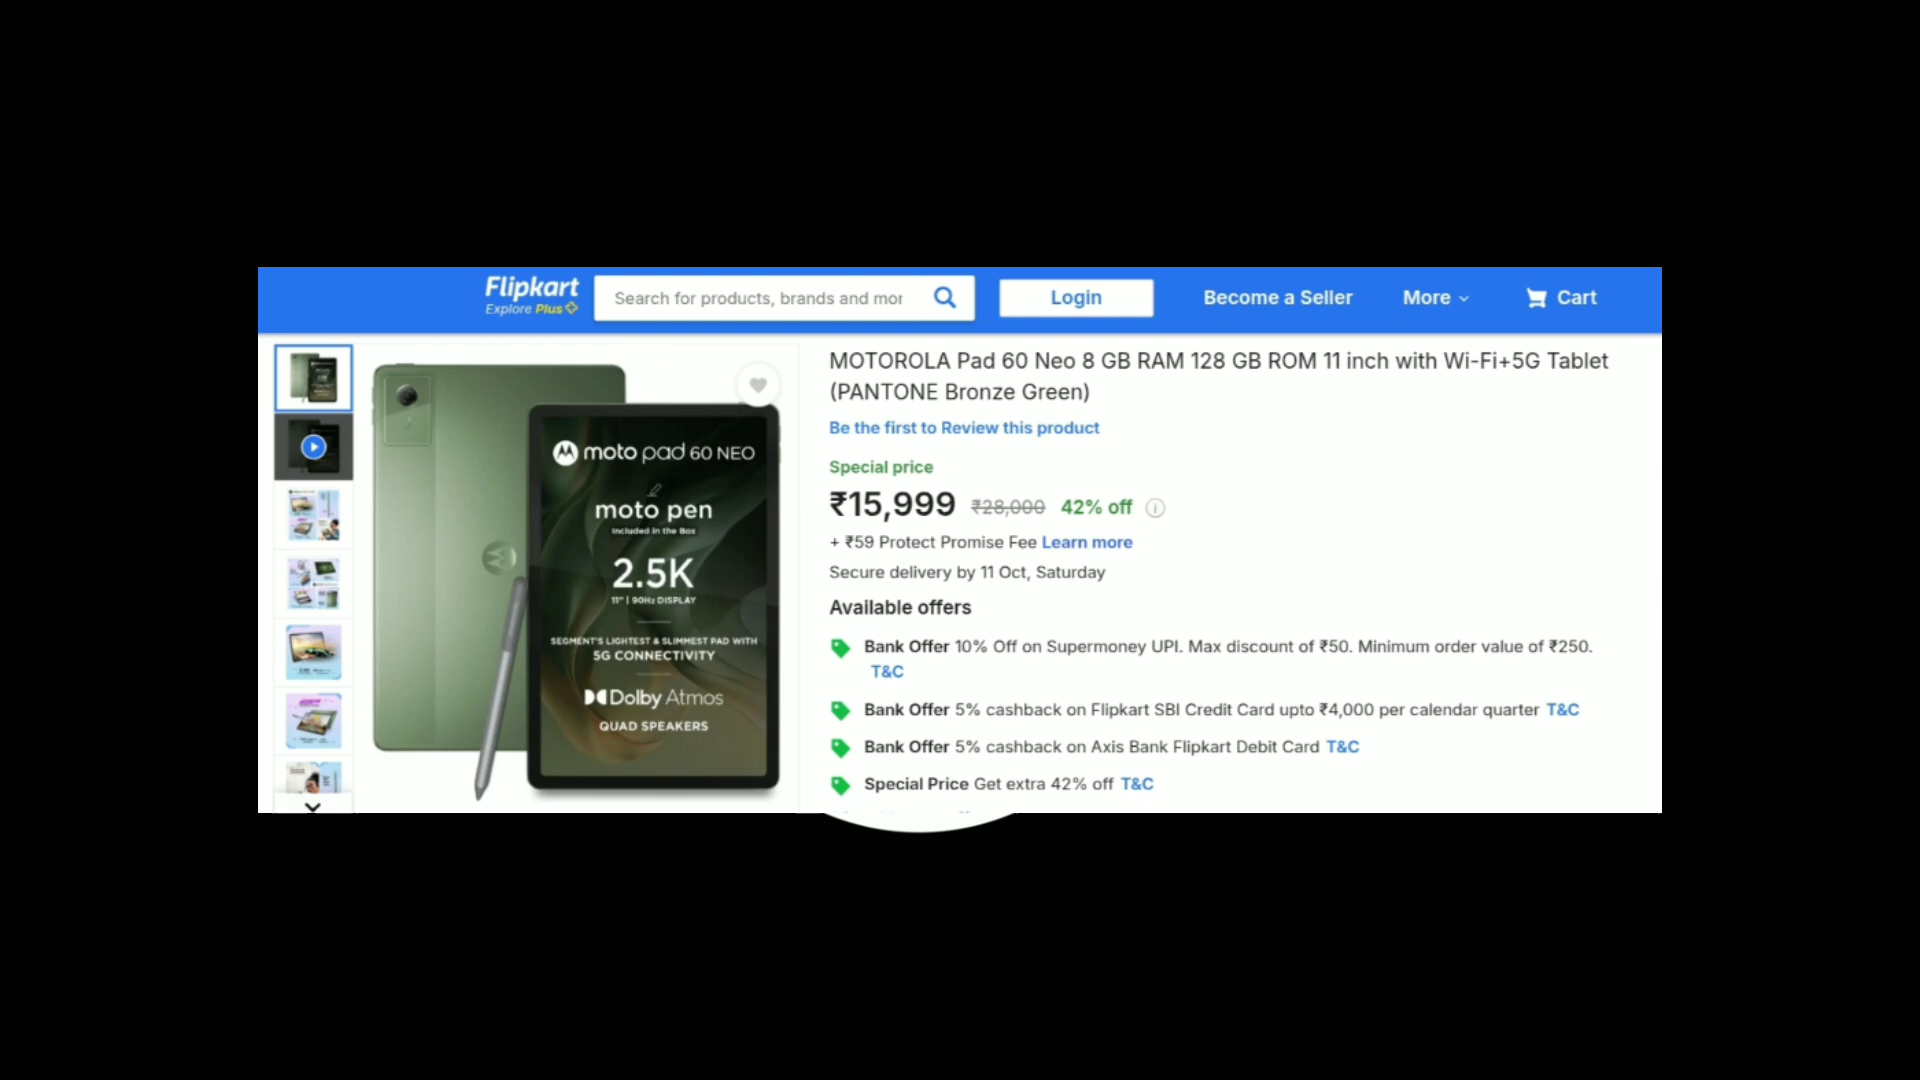 Flipkart
Explore Plus
Search for products, brands and mor
Login
Become a Seller
More
Cart
MOTOROLA Pad 60 Neo 8 GB RAM 128 GB ROM 11 inch with Wi-Fi+5G Tablet
(PANTONE Bronze Green)
Be the first to Review this product
Special price
₹15,999 ₹28,000 42% off
+ ₹59 Protect Promise Fee Learn more
Secure delivery by 11 Oct, Saturday
Available offers
Bank Offer 10% Off on Supermoney UPI. Max discount of ₹50. Minimum order value of ₹250.
T&C
Bank Offer 5% cashback on Flipkart SBI Credit Card upto ₹4,000 per calendar quarter T&C
Bank Offer 5% cashback on Axis Bank Flipkart Debit Card T&C
Special Price Get extra 42% off T&C
moto pad 60 NEO
moto pen
Included in the Box
2.5K
11" | 90Hz DISPLAY
SEGMENT'S LIGHTEST & SLIMMEST PAD WITH
5G CONNECTIVITY
Dolby Atmos
QUAD SPEAKERS